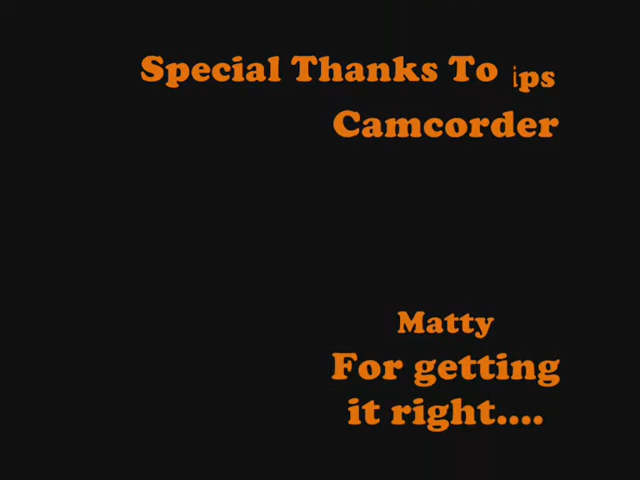 Special Thanks To
Camcorder
Matty
For getting
it right....